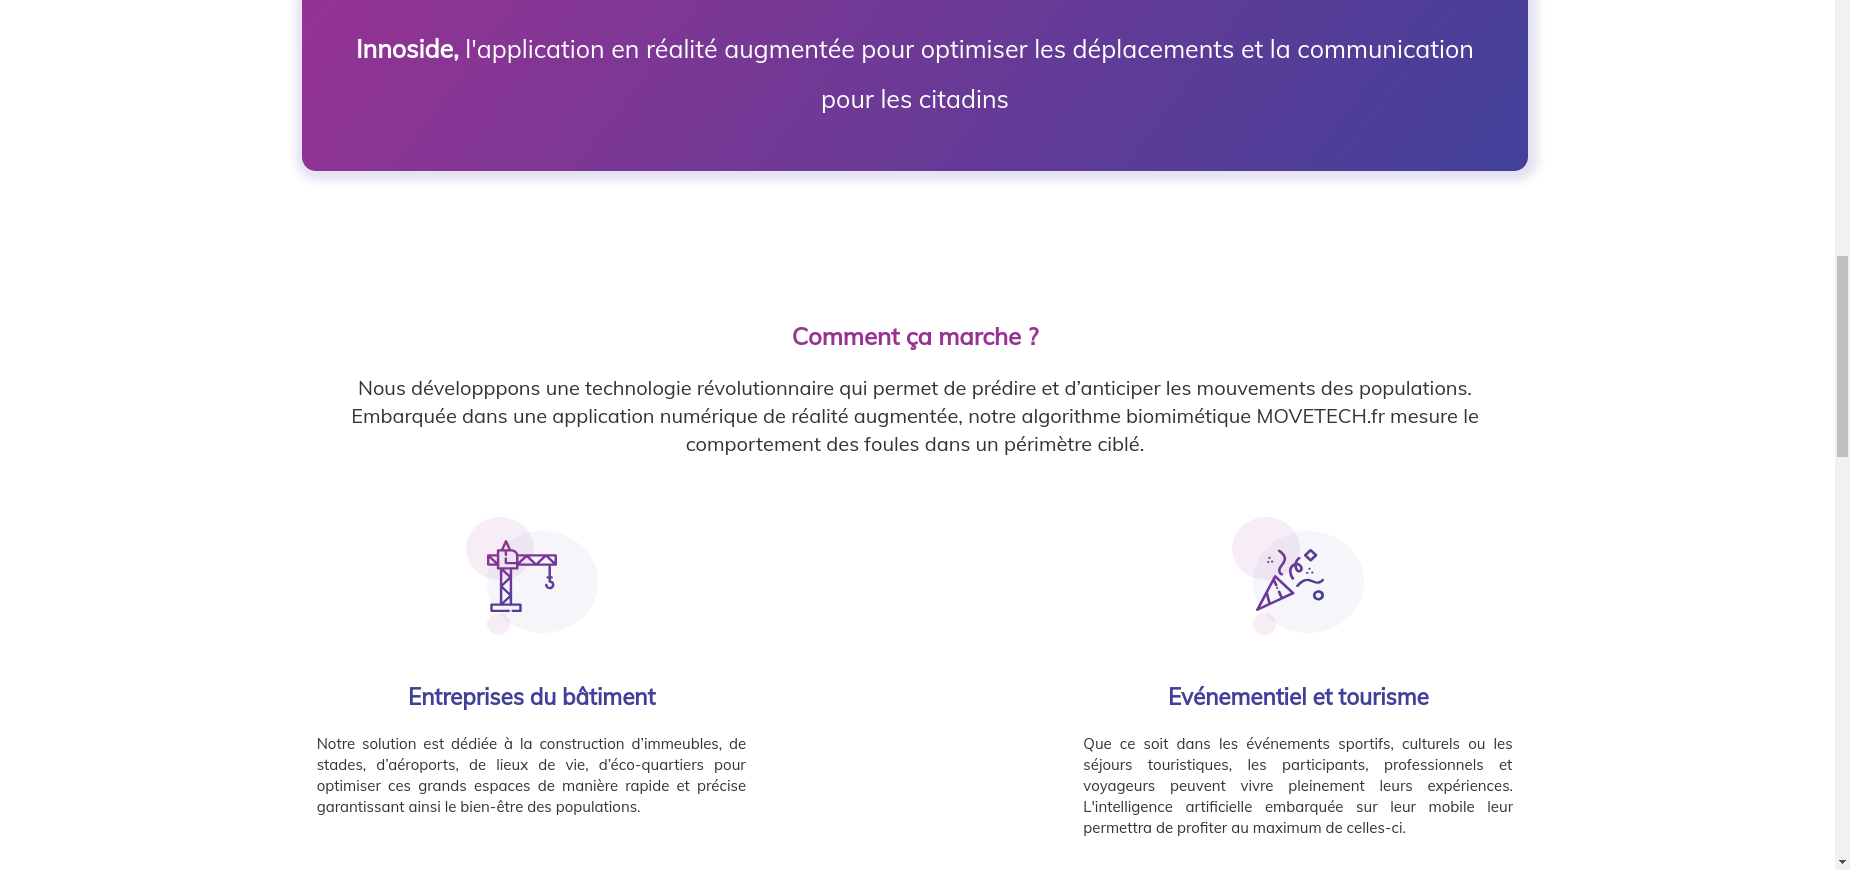 Innoside, l'application en réalité augmentée pour optimiser les déplacements et la communication
pour les citadins
Comment ça marche ?
Nous développpons une technologie révolutionnaire qui permet de prédire et d’anticiper les mouvements des populations.
Embarquée dans une application numérique de réalité augmentée, notre algorithme biomimétique MOVETECH.fr mesure le
comportement des foules dans un périmètre ciblé.
Entreprises du bâtiment
Notre solution est dédiée à la construction d’immeubles, de
stades, d’aéroports, de lieux de vie, d’éco-quartiers pour
optimiser ces grands espaces de manière rapide et précise
garantissant ainsi le bien-être des populations.
Evénementiel et tourisme
Que ce soit dans les événements sportifs, culturels ou les
séjours touristiques, les participants, professionnels et
voyageurs peuvent vivre pleinement leurs expériences.
L'intelligence artificielle embarquée sur leur mobile leur
permettra de profiter au maximum de celles-ci.